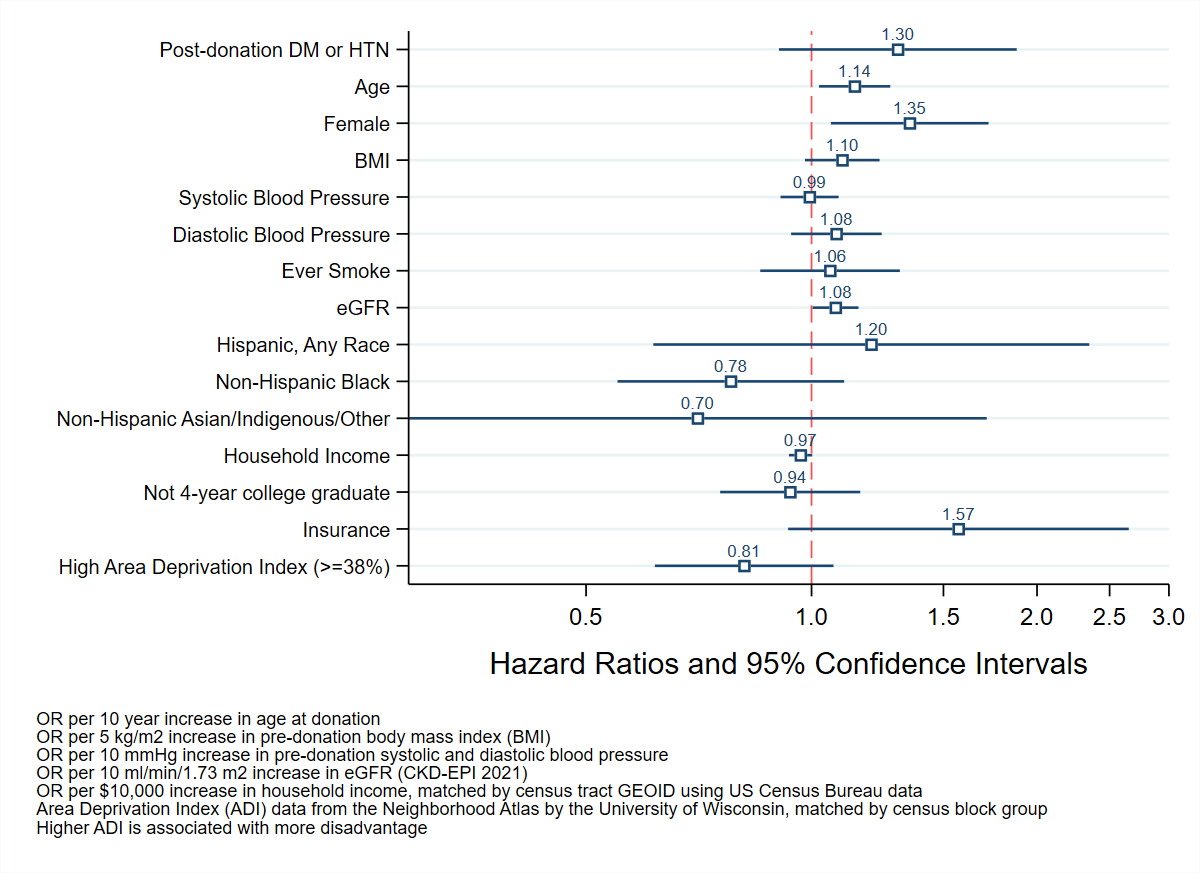 Post-donation DM or HTN 1.30
Age 1.14
Female 1.35
BMI 1.10
Systolic Blood Pressure 0.99
Diastolic Blood Pressure 1.08
Ever Smoke 1.06
eGFR 1.08
Hispanic, Any Race 1.20
Non-Hispanic Black 0.78
Non-Hispanic Asian/Indigenous/Other 0.70
Household Income 0.97
Not 4-year college graduate 0.94
Insurance 1.57
High Area Deprivation Index (>=38%) 0.81
0.5 1.0 1.5 2.0 2.5 3.0
Hazard Ratios and 95% Confidence Intervals
OR per 10 year increase in age at donation
OR per 5 kg/m2 increase in pre-donation body mass index (BMI)
OR per 10 mmHg increase in pre-donation systolic and diastolic blood pressure
OR per 10 ml/min/1.73 m2 increase in eGFR (CKD-EPI 2021)
OR per $10,000 increase in household income, matched by census tract GEOID using US Census Bureau data
Area Deprivation Index (ADI) data from the Neighborhood Atlas by the University of Wisconsin, matched by census block group
Higher ADI is associated with more disadvantage